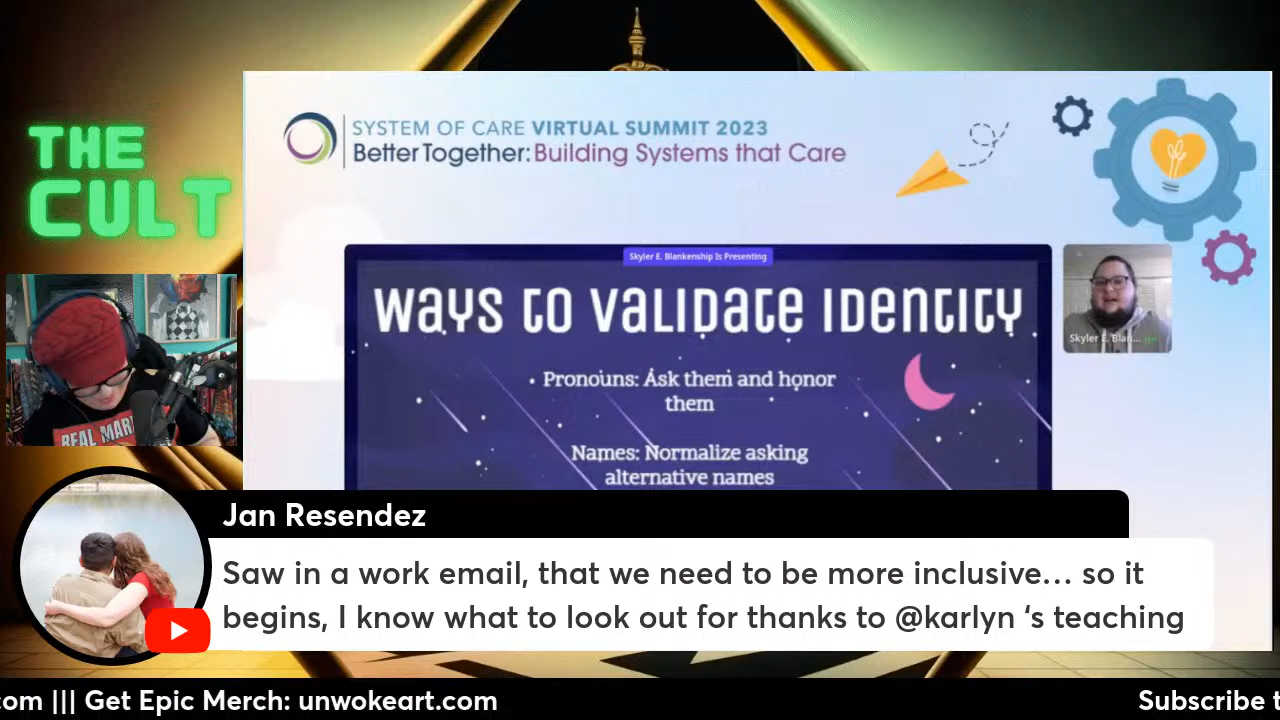 THE
CULT
SYSTEM OF CARE VIRTUAL SUMMIT 2023
Better Together: Building Systems that Care
Skyler E. Blankenship Is Presenting
Ways to Validate Identity
• Pronouns: Ask them and honor
them
Names: Normalize asking
alternative names
Skyler E. Blan...
REAL
Jan Resendez
Saw in a work email, that we need to be more inclusive... so it
begins, I know what to look out for thanks to @karlyn ‘s teaching
com ||| Get Epic Merch: unwokeart.com
Subscribe